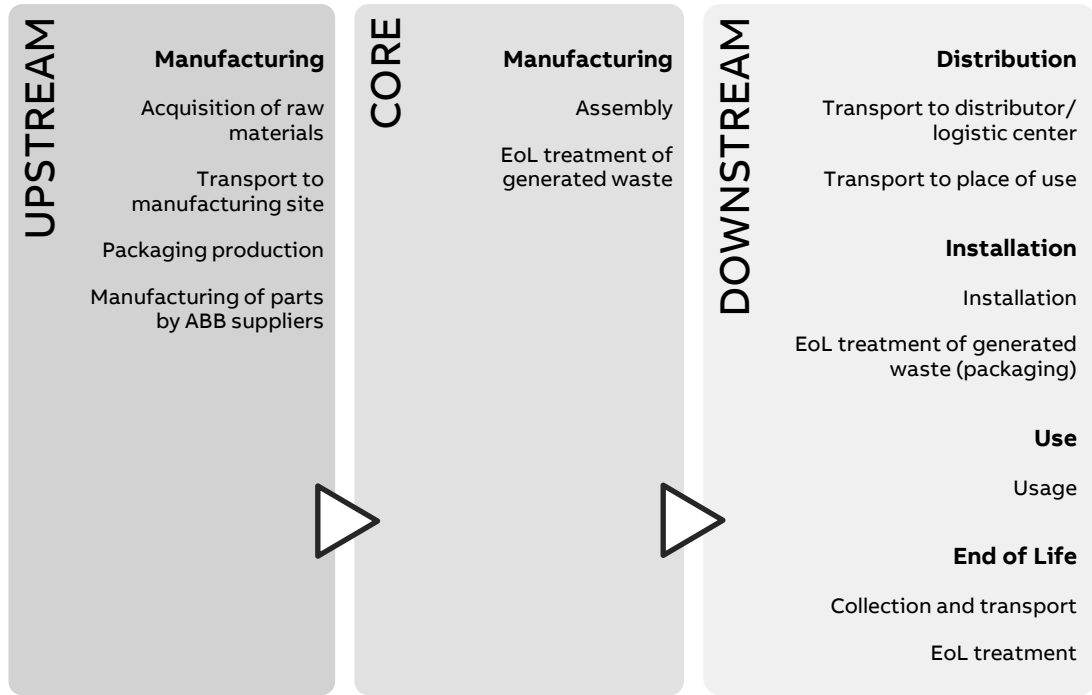 UPSTREAM
Manufacturing
Acquisition of raw
materials
Transport to
manufacturing site
Packaging production
Manufacturing of parts
by ABB suppliers
CORE
Manufacturing
Assembly
EoL treatment of
generated waste
DOWNSTREAM
Distribution
Transport to distributor/
logistic center
Transport to place of use
Installation
Installation
EoL treatment of generated
waste (packaging)
Use
Usage
End of Life
Collection and transport
EoL treatment